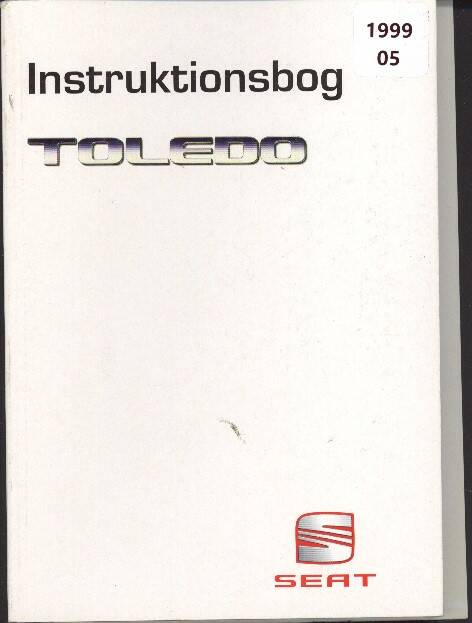 1999
05
Instruktionsbog
TOLEDO
SEAT